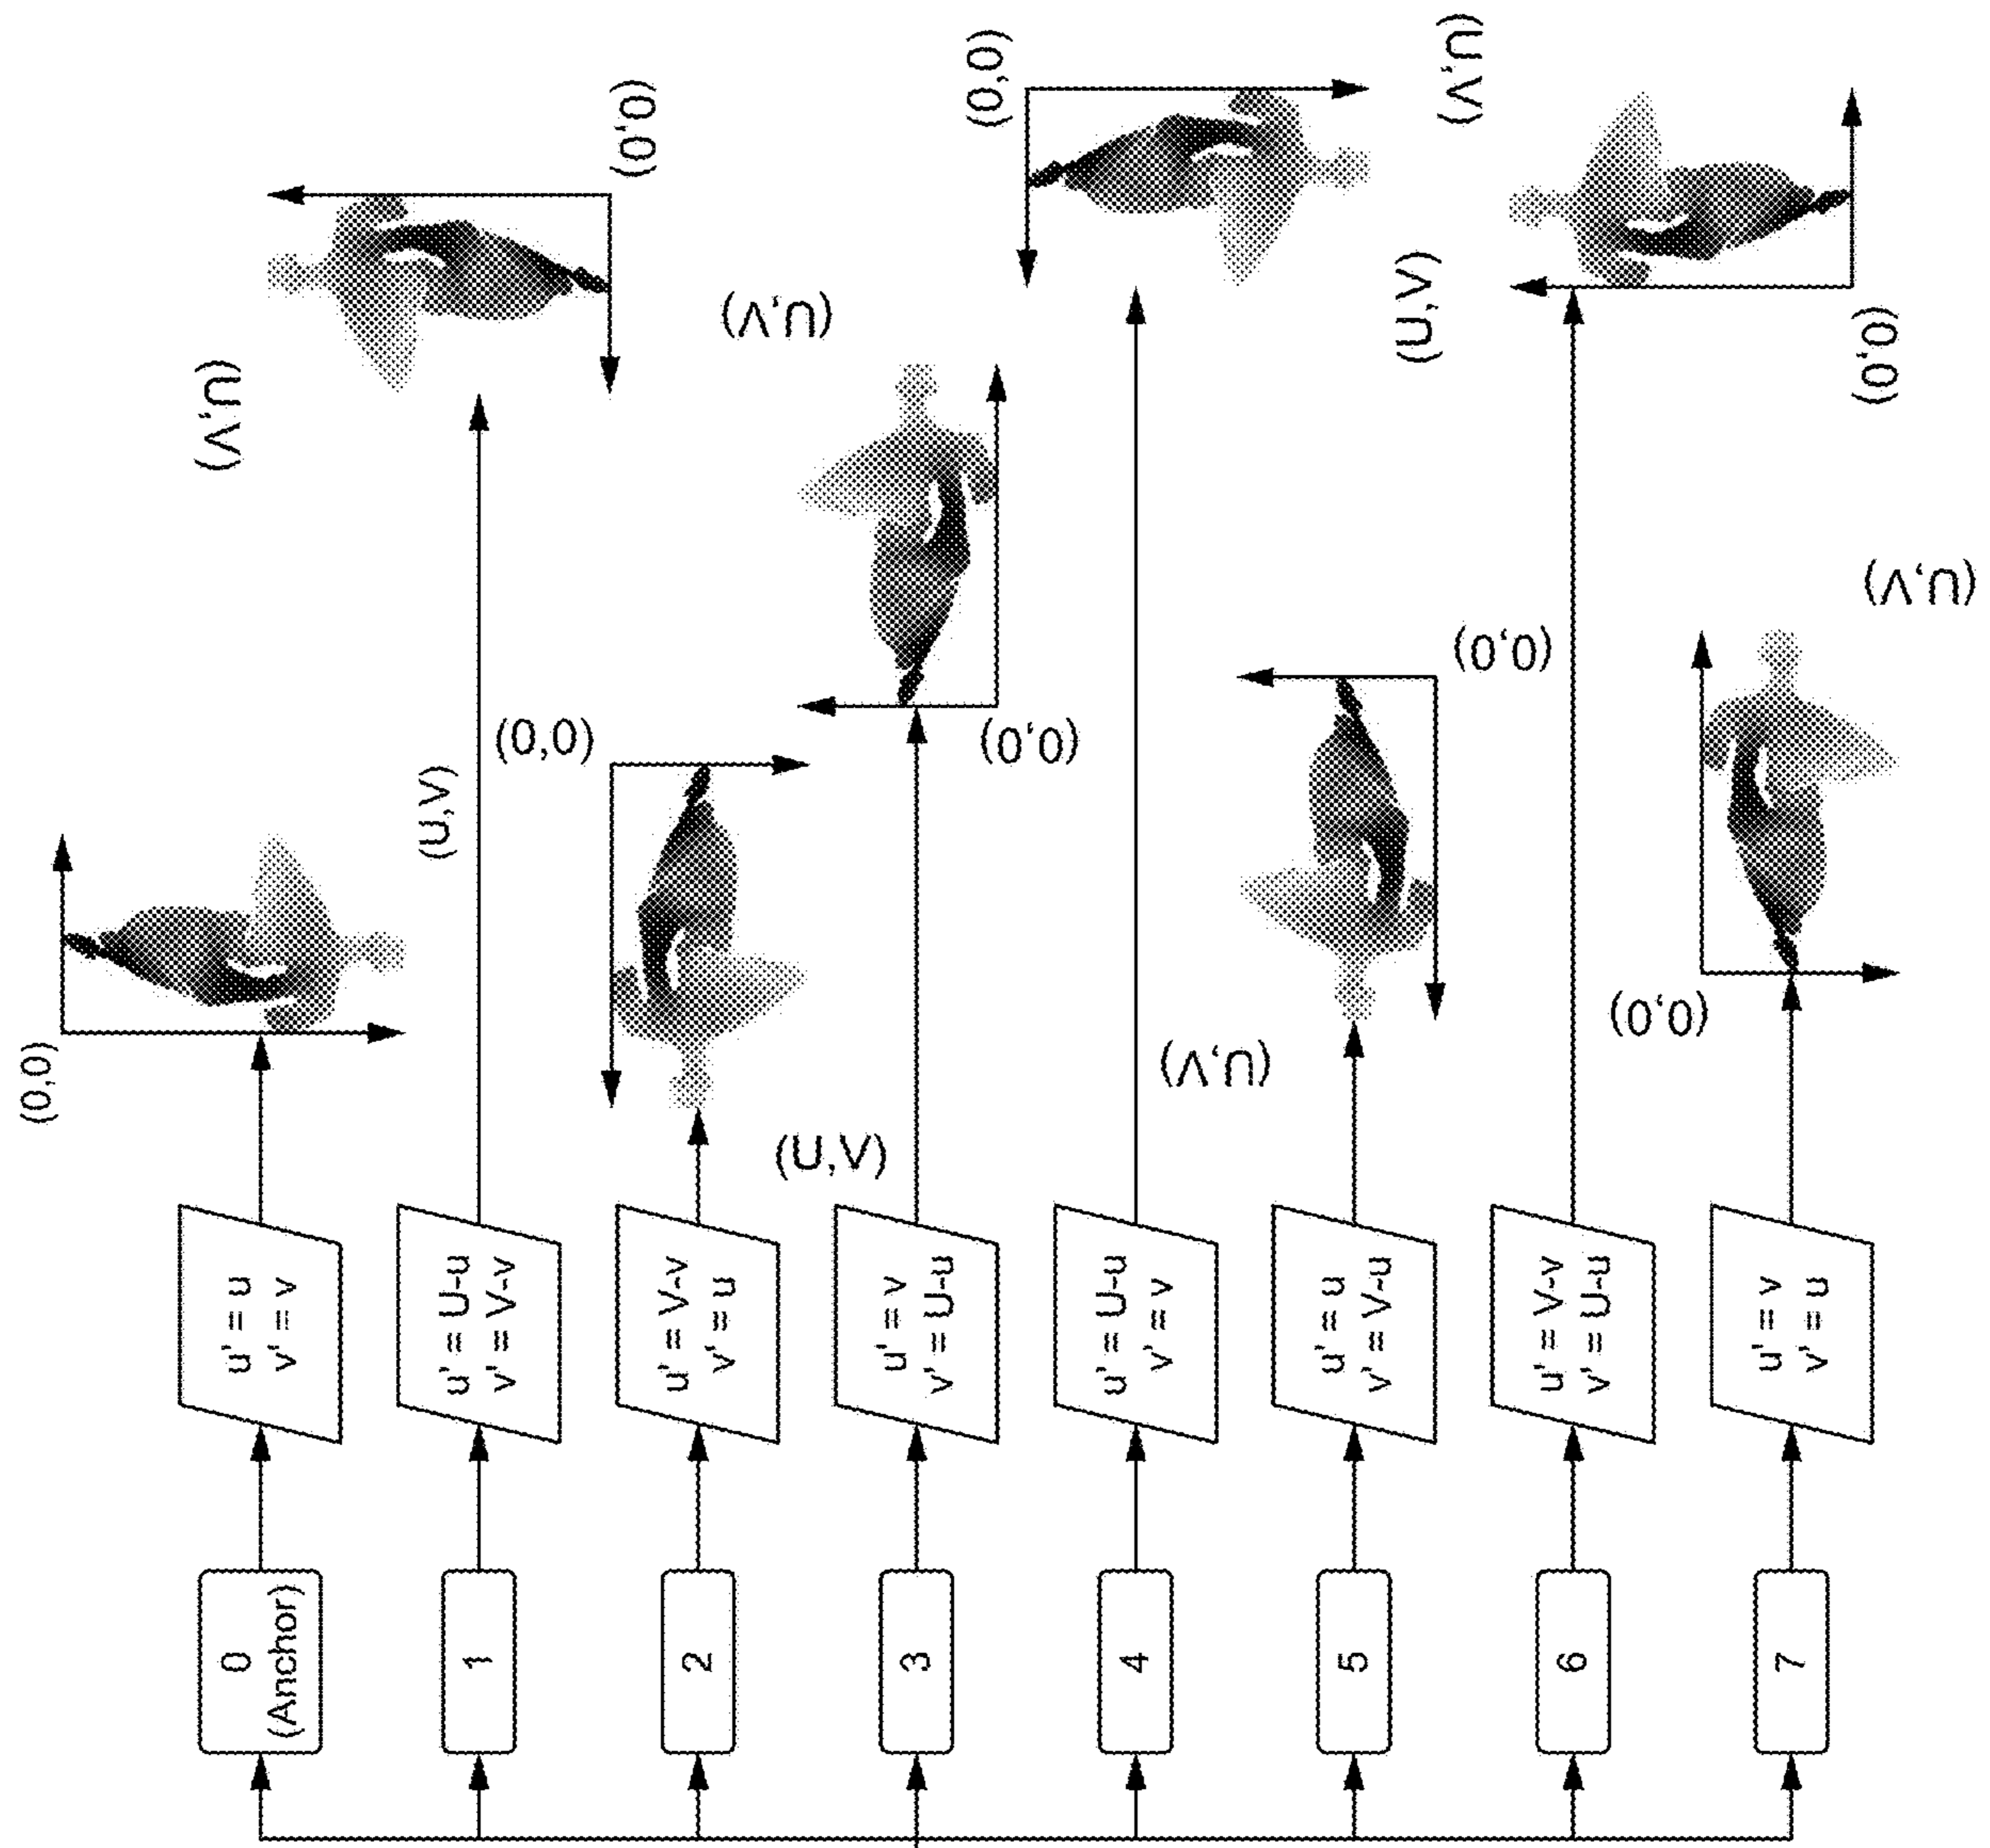 0
(Anchor)
u' = u
v' = v
(0,0)
(U,V)
1
u' = U-u
v' = V-v
(U,V)
(0,0)
2
u' = V-v
v' = u
(0,0)
(U,V)
3
u' = v
v' = U-u
(0,0)
(U,V)
4
u' = U-u
v' = v
(0,0)
(U,V)
5
u' = u
v' = V-u
(U,V)
(0,0)
6
u' = V-v
v' = U-u
(0,0)
(U,V)
7
u' = v
v' = u
(0,0)
(U,V)